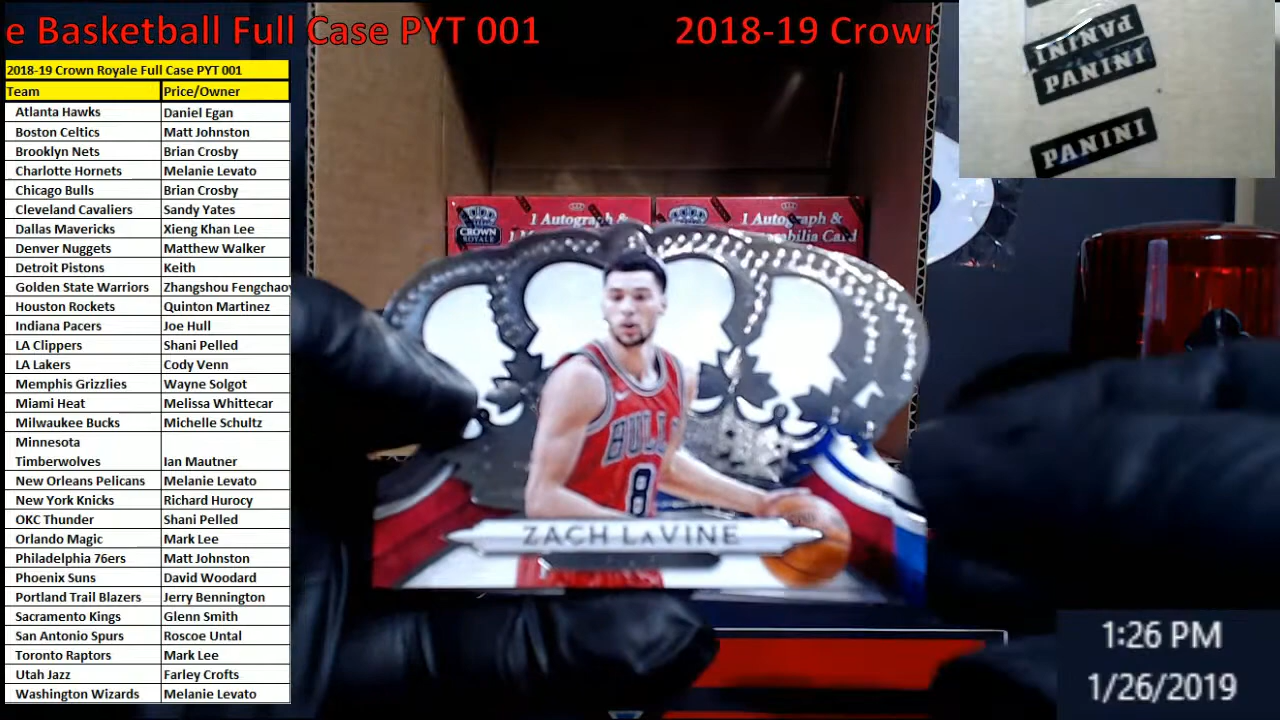 e Basketball Full Case PYT 001 2018-19 Crown
2018-19 Crown Royale Full Case PYT 001
Team Price/Owner
Atlanta Hawks Daniel Egan
Boston Celtics Matt Johnston
Brooklyn Nets Brian Crosby
Charlotte Hornets Melanie Levato
Chicago Bulls Brian Crosby
Cleveland Cavaliers Sandy Yates
Dallas Mavericks Xieng Khan Lee
Denver Nuggets Matthew Walker
Detroit Pistons Keith
Golden State Warriors Zhangshou Fengchao
Houston Rockets Quinton Martinez
Indiana Pacers Joe Hull
LA Clippers Shani Pelled
LA Lakers Cody Venn
Memphis Grizzlies Wayne Solgot
Miami Heat Melissa Whittecar
Milwaukee Bucks Michelle Schultz
Minnesota
Timberwolves Ian Mautner
New Orleans Pelicans Melanie Levato
New York Knicks Richard Hurocy
OKC Thunder Shani Pelled
Orlando Magic Mark Lee
Philadelphia 76ers Matt Johnston
Phoenix Suns David Woodard
Portland Trail Blazers Jerry Bennington
Sacramento Kings Glenn Smith
San Antonio Spurs Roscoe Untal
Toronto Raptors Mark Lee
Utah Jazz Farley Crofts
Washington Wizards Melanie Levato
PANINI
PANINI
PANINI
CROWN
ROYALE
1 Autograph &
1 Autograph &
bilia Card
BULL
8
ZACH LAVINE
1:26 PM
1/26/2019